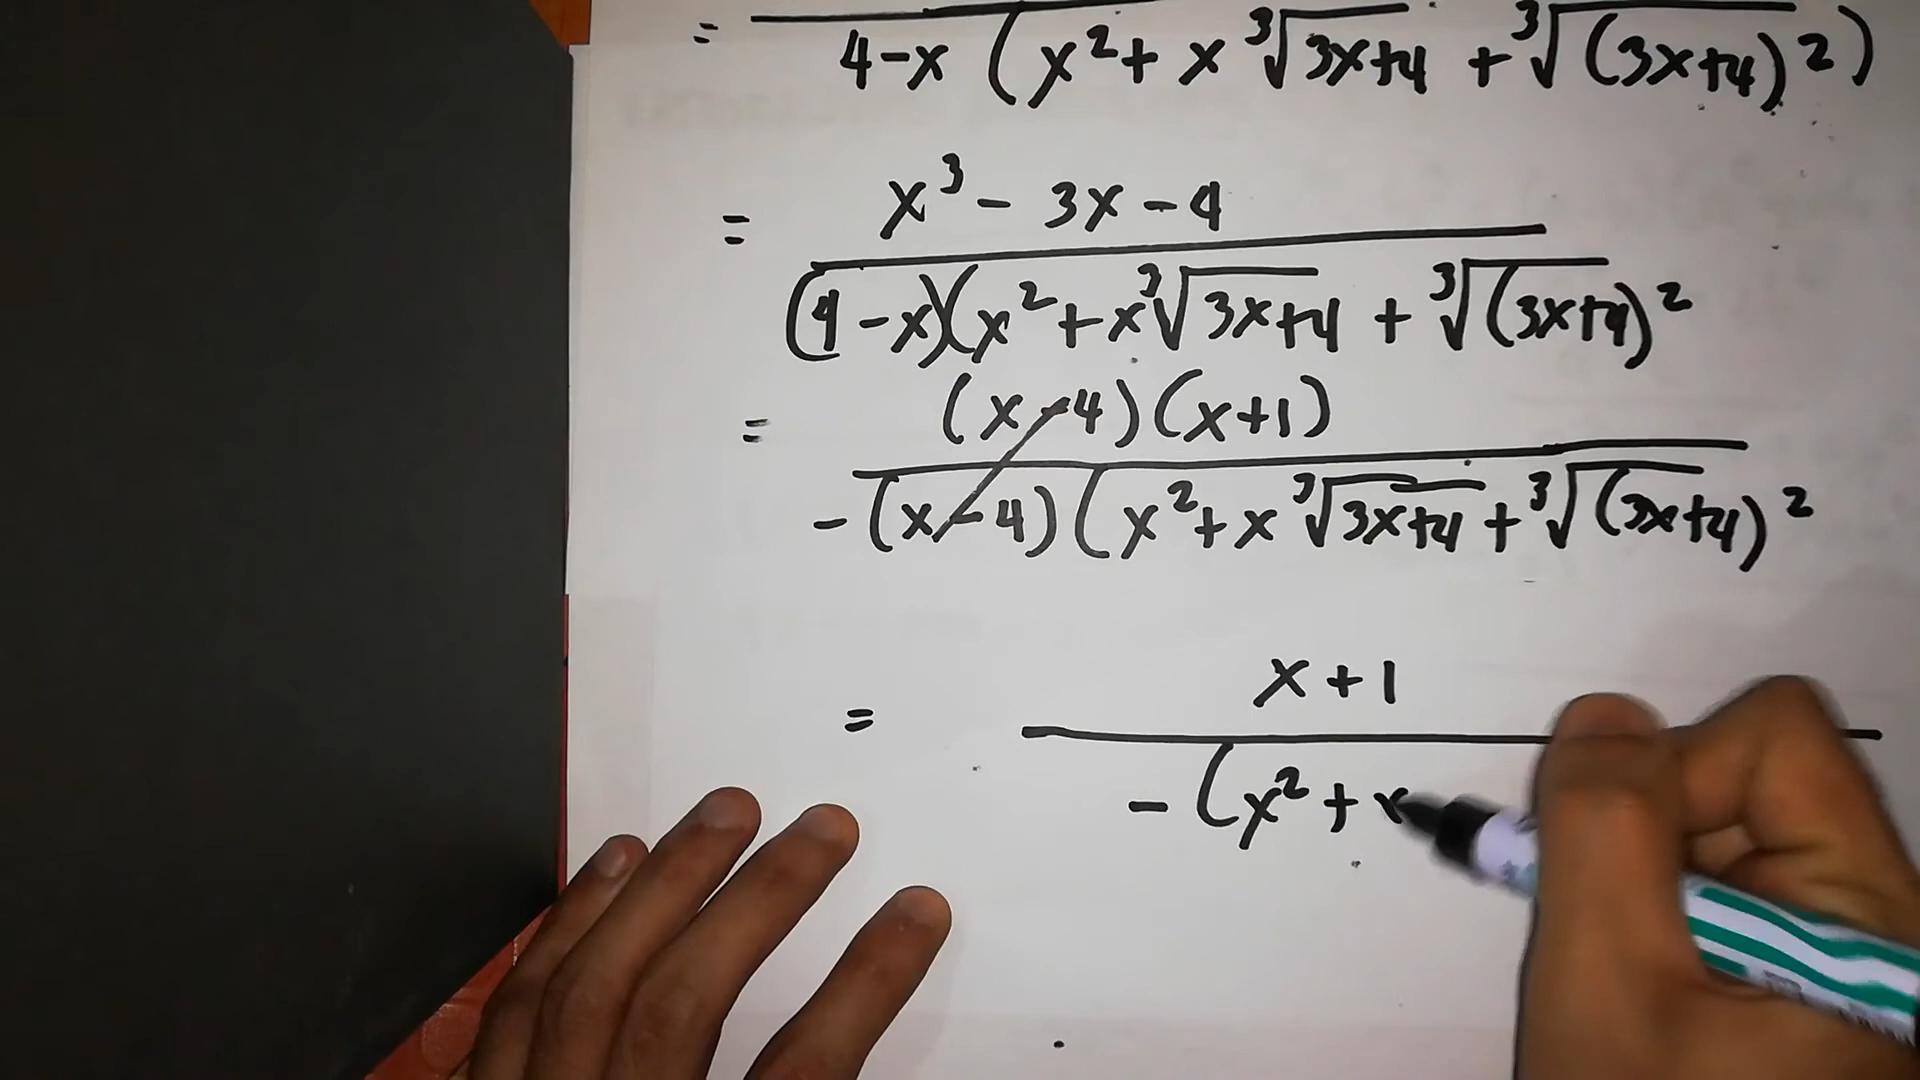 =
4-x (x²+ x ∛3x+4 + ∛(3x+4)²)
x³ - 3x - 4
=
(4-x)(x²+x∛3x+4 + ∛(3x+4)²
(x-4)(x+1)
=
-(x-4)(x²+x∛3x+4 + ∛(3x+4)²
x+1
=
-(x²+x